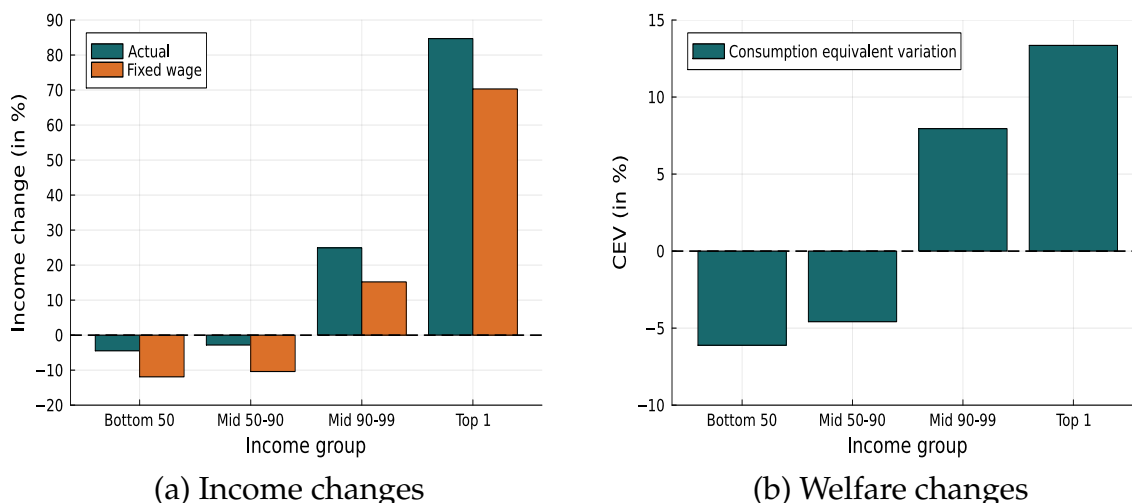 Income change (in %)
90
80
70
60
50
40
30
20
10
0
−10
−20
Actual
Fixed wage
Bottom 50
Mid 50-90
Mid 90-99
Top 1
Income group
(a) Income changes
CEV (in %)
15
10
5
0
−5
−10
Consumption equivalent variation
Bottom 50
Mid 50-90
Mid 90-99
Top 1
Income group
(b) Welfare changes